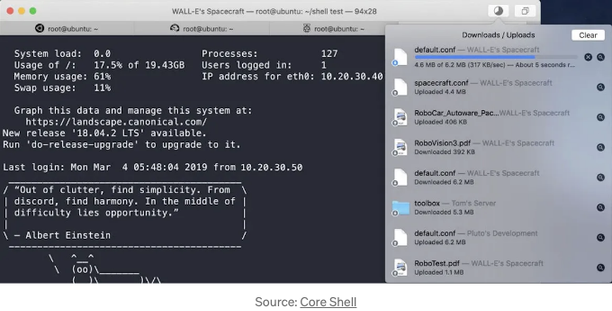 WALL-E's Spacecraft — root@ubuntu: ~/shell test — 94x28
root@ubuntu: ~ root@ubuntu: ~ root@ubuntu: ~
System load: 0.0 Processes: 127
Usage of /: 17.5% of 19.43GB Users logged in: 1
Memory usage: 61% IP address for eth0: 10.20.30.40
Swap usage: 11%
Graph this data and manage this system at:
https://landscape.canonical.com/
New release '18.04.2 LTS' available.
Run 'do-release-upgrade' to upgrade to it.
Last login: Mon Mar 4 05:48:04 2019 from 10.20.30.50
/ "Out of clutter, find simplicity. From \
| discord, find harmony. In the middle of |
| difficulty lies opportunity." |
| |
\ — Albert Einstein /
\ ^__^
\ (oo)\_______
(__)\ )\/\
Downloads / Uploads Clear
default.conf — WALL-E's Spacecraft
4.6 MB of 6.2 MB (317 KB/sec) — About 5 seconds r...
spacecraft.conf — WALL-E's Spacecraft
Uploaded 4.4 MB
RoboCar_Autoware_Pac... — WALL-E's Spacecraft
Uploaded 406 KB
RoboVision3.pdf — WALL-E's Spacecraft
Downloaded 392 KB
default.conf — WALL-E's Spacecraft
Downloaded 6.2 MB
toolbox — Tom's Server
Downloaded 5.3 MB
default.conf — Pluto's Development
Uploaded 6.2 MB
RoboTest.pdf — WALL-E's Spacecraft
Uploaded 1.1 MB
Source: Core Shell